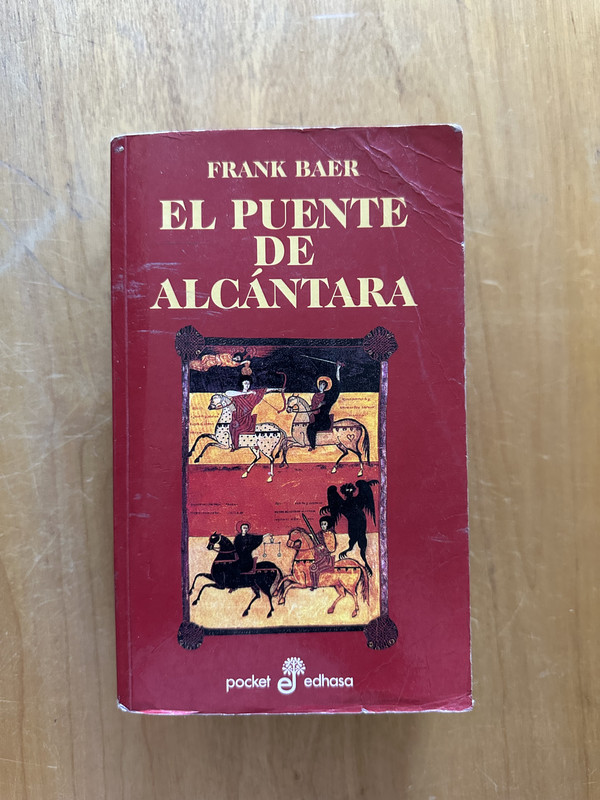 FRANK BAER
EL PUENTE
DE
ALCÁNTARA
pocket edhasa